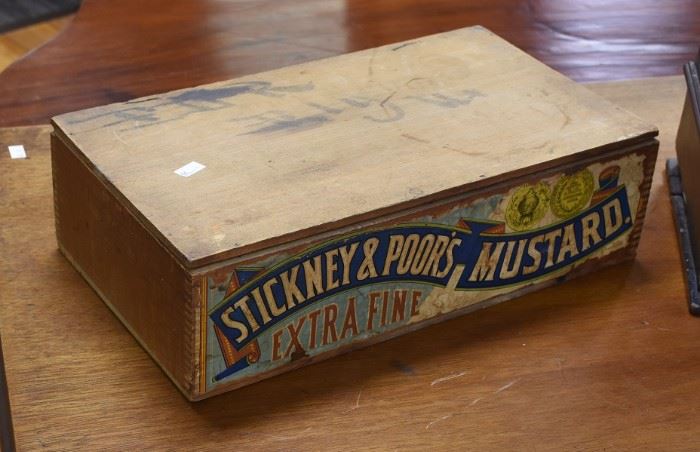 STICKNEY & POOR'S MUSTARD.
EXTRA FINE